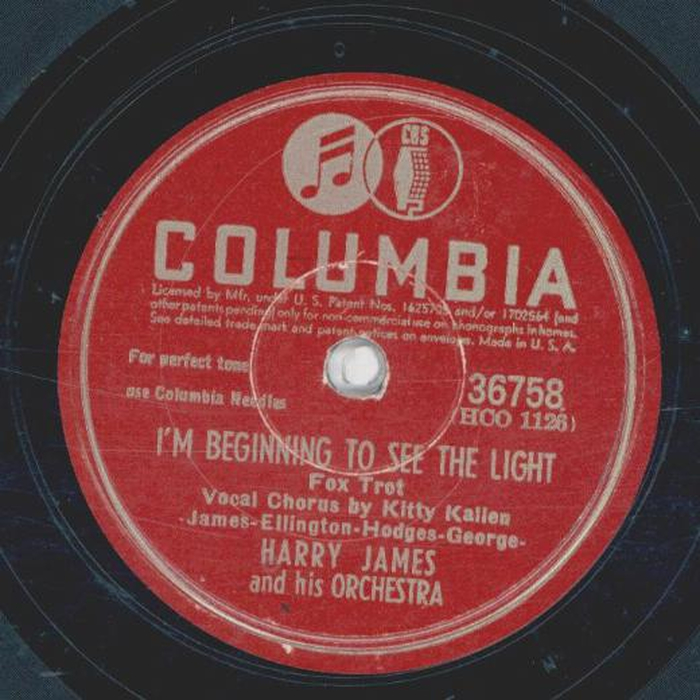 CBS
COLUMBIA
Licensed by Mfr. under U. S. Patent Nos. 1625705 and/or 1702564 (and
other patents pending) only for non-commercial use on phonographs in homes.
See detailed trade mark and patent notices on envelope. Made in U. S. A.
For perfect tone
use Columbia Needles
36758
(HCO 1126)
I'M BEGINNING TO SEE THE LIGHT
Fox Trot
Vocal Chorus by Kitty Kallen
-James-Ellington-Hodges-George-
HARRY JAMES
and his ORCHESTRA